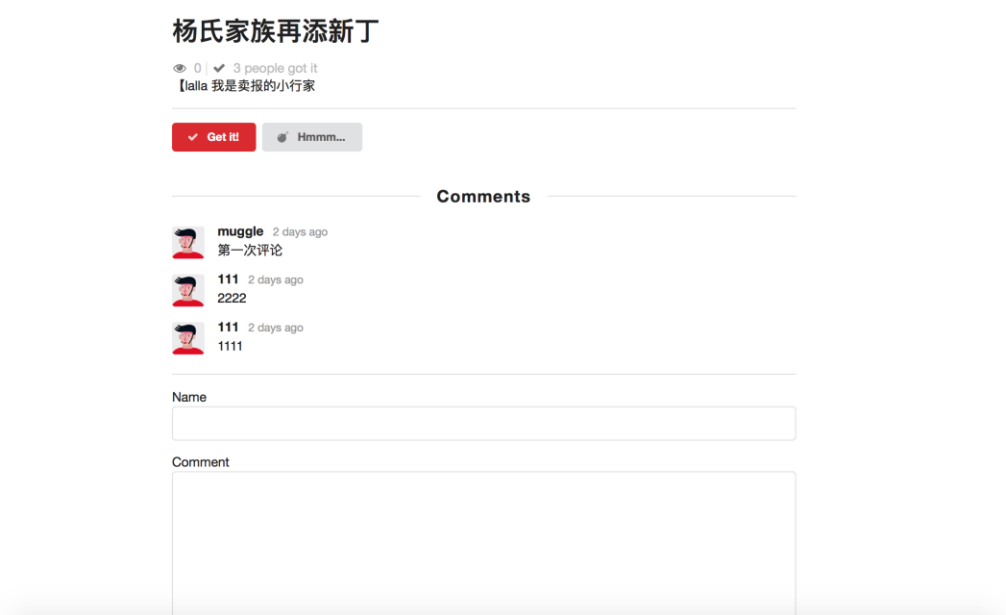 杨氏家族再添新丁
0 | 3 people got it
【lalla 我是卖报的小行家
Get it! Hmmm...
Comments
muggle 2 days ago
第一次评论
111 2 days ago
2222
111 2 days ago
1111
Name
Comment